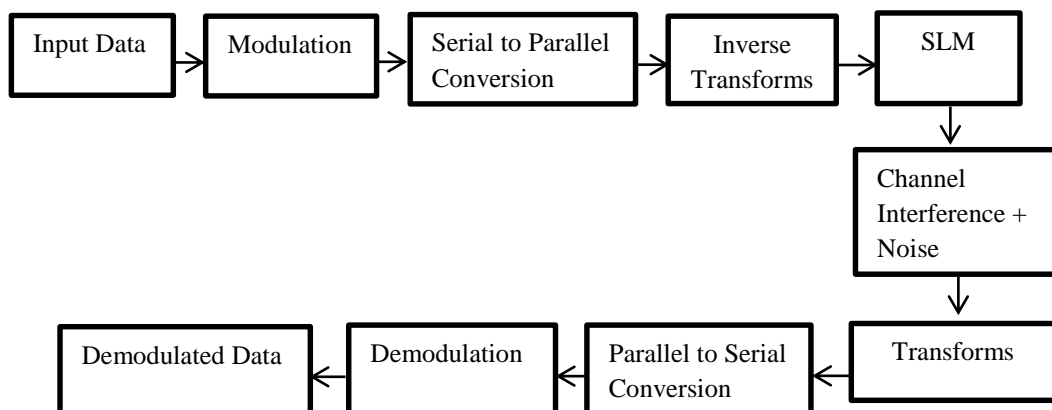 Input Data
Modulation
Serial to Parallel
Conversion
Inverse
Transforms
SLM
Channel
Interference +
Noise
Transforms
Parallel to Serial
Conversion
Demodulation
Demodulated Data